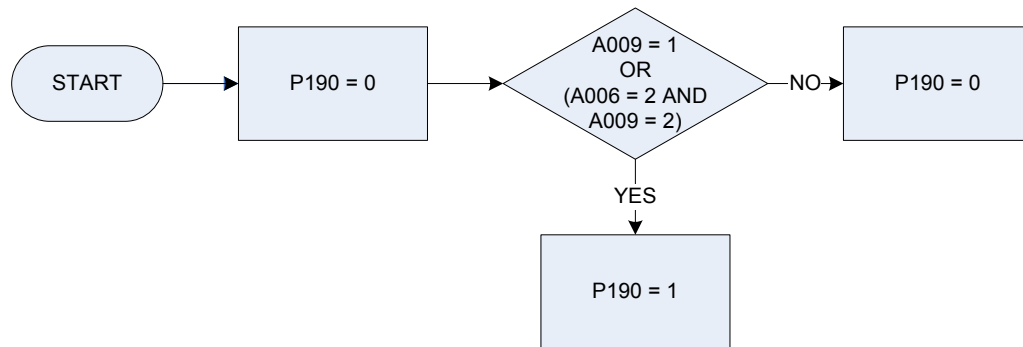 START
P190 = 0
A009 = 1
OR
(A006 = 2 AND
A009 = 2)
NO
P190 = 0
YES
P190 = 1